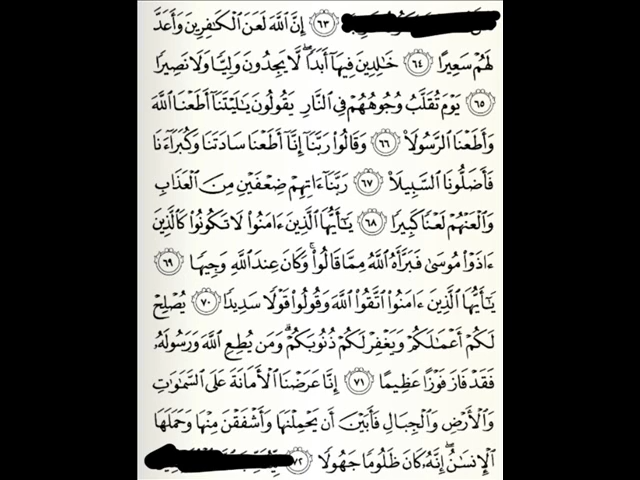 ٦٣ إِنَّ ٱللَّهَ لَعَنَ ٱلْكَٰفِرِينَ وَأَعَدَّ
لَهُمْ سَعِيرًا ٦٤ خَٰلِدِينَ فِيهَآ أَبَدًا ۖ لَّا يَجِدُونَ وَلِيًّا وَلَا نَصِيرًا
٦٥ يَوْمَ تُقَلَّبُ وُجُوهُهُمْ فِى ٱلنَّارِ يَقُولُونَ يَٰلَيْتَنَآ أَطَعْنَا ٱللَّهَ
وَأَطَعْنَا ٱلرَّسُولَا۠ ٦٦ وَقَالُوا۟ رَبَّنَآ إِنَّآ أَطَعْنَا سَادَتَنَا وَكُبَرَآءَنَا
فَأَضَلُّونَا ٱلسَّبِيلَا۠ ٦٧ رَبَّنَآ ءَاتِهِمْ ضِعْفَيْنِ مِنَ ٱلْعَذَابِ
وَٱلْعَنْهُمْ لَعْنًا كَبِيرًا ٦٨ يَٰٓأَيُّهَا ٱلَّذِينَ ءَامَنُوا۟ لَا تَكُونُوا۟ كَٱلَّذِينَ
ءَاذَوْا۟ مُوسَىٰ فَبَرَّأَهُ ٱللَّهُ مِمَّا قَالُوا۟ ۚ وَكَانَ عِندَ ٱللَّهِ وَجِيهًا ٦٩
يَٰٓأَيُّهَا ٱلَّذِينَ ءَامَنُوا۟ ٱتَّقُوا۟ ٱللَّهَ وَقُولُوا۟ قَوْلًا سَدِيدًا ٧٠ يُصْلِحْ
لَكُمْ أَعْمَٰلَكُمْ وَيَغْفِرْ لَكُمْ ذُنُوبَكُمْ ۗ وَمَن يُطِعِ ٱللَّهَ وَرَسُولَهُۥ
فَقَدْ فَازَ فَوْزًا عَظِيمًا ٧١ إِنَّا عَرَضْنَا ٱلْأَمَانَةَ عَلَى ٱلسَّمَٰوَٰتِ
وَٱلْأَرْضِ وَٱلْجِبَالِ فَأَبَيْنَ أَن يَحْمِلْنَهَا وَأَشْفَقْنَ مِنْهَا وَحَمَلَهَا
ٱلْإِنسَٰنُ ۖ إِنَّهُۥ كَانَ ظَلُومًا جَهُولًا ٧٢